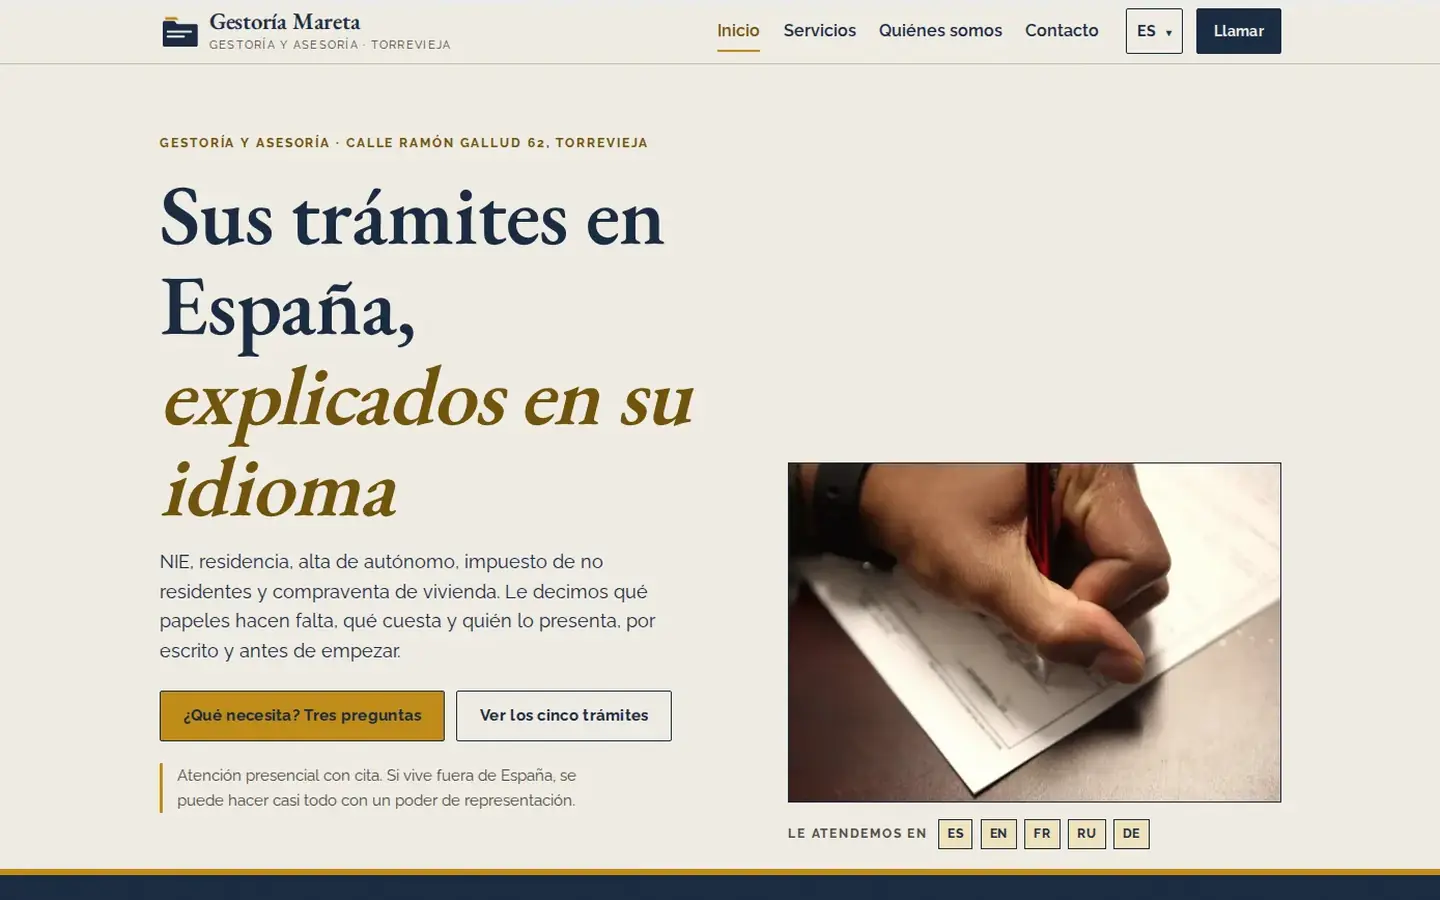 Gestoría Mareta
GESTORÍA Y ASESORÍA · TORREVIEJA
Inicio
Servicios
Quiénes somos
Contacto
ES ▾
Llamar
GESTORÍA Y ASESORÍA · CALLE RAMÓN GALLUD 62, TORREVIEJA
Sus trámites en
España,
explicados en su
idioma
NIE, residencia, alta de autónomo, impuesto de no
residentes y compraventa de vivienda. Le decimos qué
papeles hacen falta, qué cuesta y quién lo presenta, por
escrito y antes de empezar.
¿Qué necesita? Tres preguntas
Ver los cinco trámites
Atención presencial con cita. Si vive fuera de España, se
puede hacer casi todo con un poder de representación.
LE ATENDEMOS EN
ES
EN
FR
RU
DE